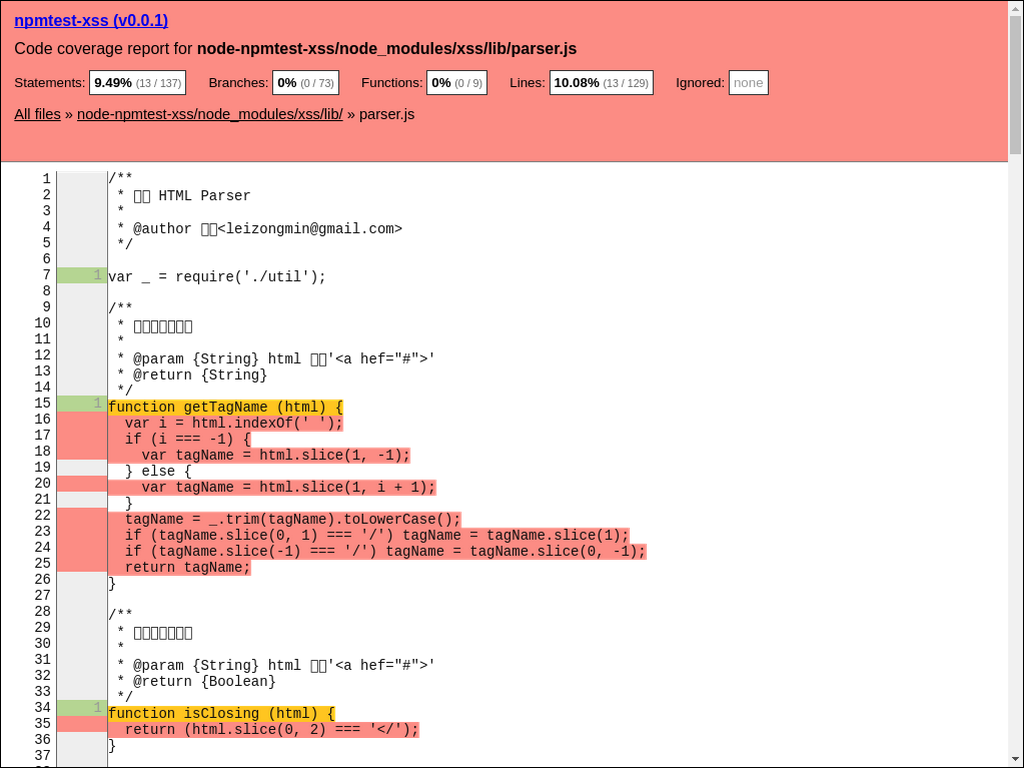 npmtest-xss (v0.0.1)
Code coverage report for node-npmtest-xss/node_modules/xss/lib/parser.js
Statements: 9.49% (13 / 137) Branches: 0% (0 / 73) Functions: 0% (0 / 9) Lines: 10.08% (13 / 129) Ignored: none
All files » node-npmtest-xss/node_modules/xss/lib/ » parser.js
1 /**
2 * HTML Parser
3 *
4 * @author <leizongmin@gmail.com>
5 */
6
7 1 var _ = require('./util');
8
9 /**
10 *
11 *
12 * @param {String} html '<a hef="#">'
13 * @return {String}
14 */
15 1 function getTagName (html) {
16 var i = html.indexOf(' ');
17 if (i === -1) {
18 var tagName = html.slice(1, -1);
19 } else {
20 var tagName = html.slice(1, i + 1);
21 }
22 tagName = _.trim(tagName).toLowerCase();
23 if (tagName.slice(0, 1) === '/') tagName = tagName.slice(1);
24 if (tagName.slice(-1) === '/') tagName = tagName.slice(0, -1);
25 return tagName;
26 }
27
28 /**
29 *
30 *
31 * @param {String} html '<a hef="#">'
32 * @return {Boolean}
33 */
34 1 function isClosing (html) {
35 return (html.slice(0, 2) === '</');
36 }
37